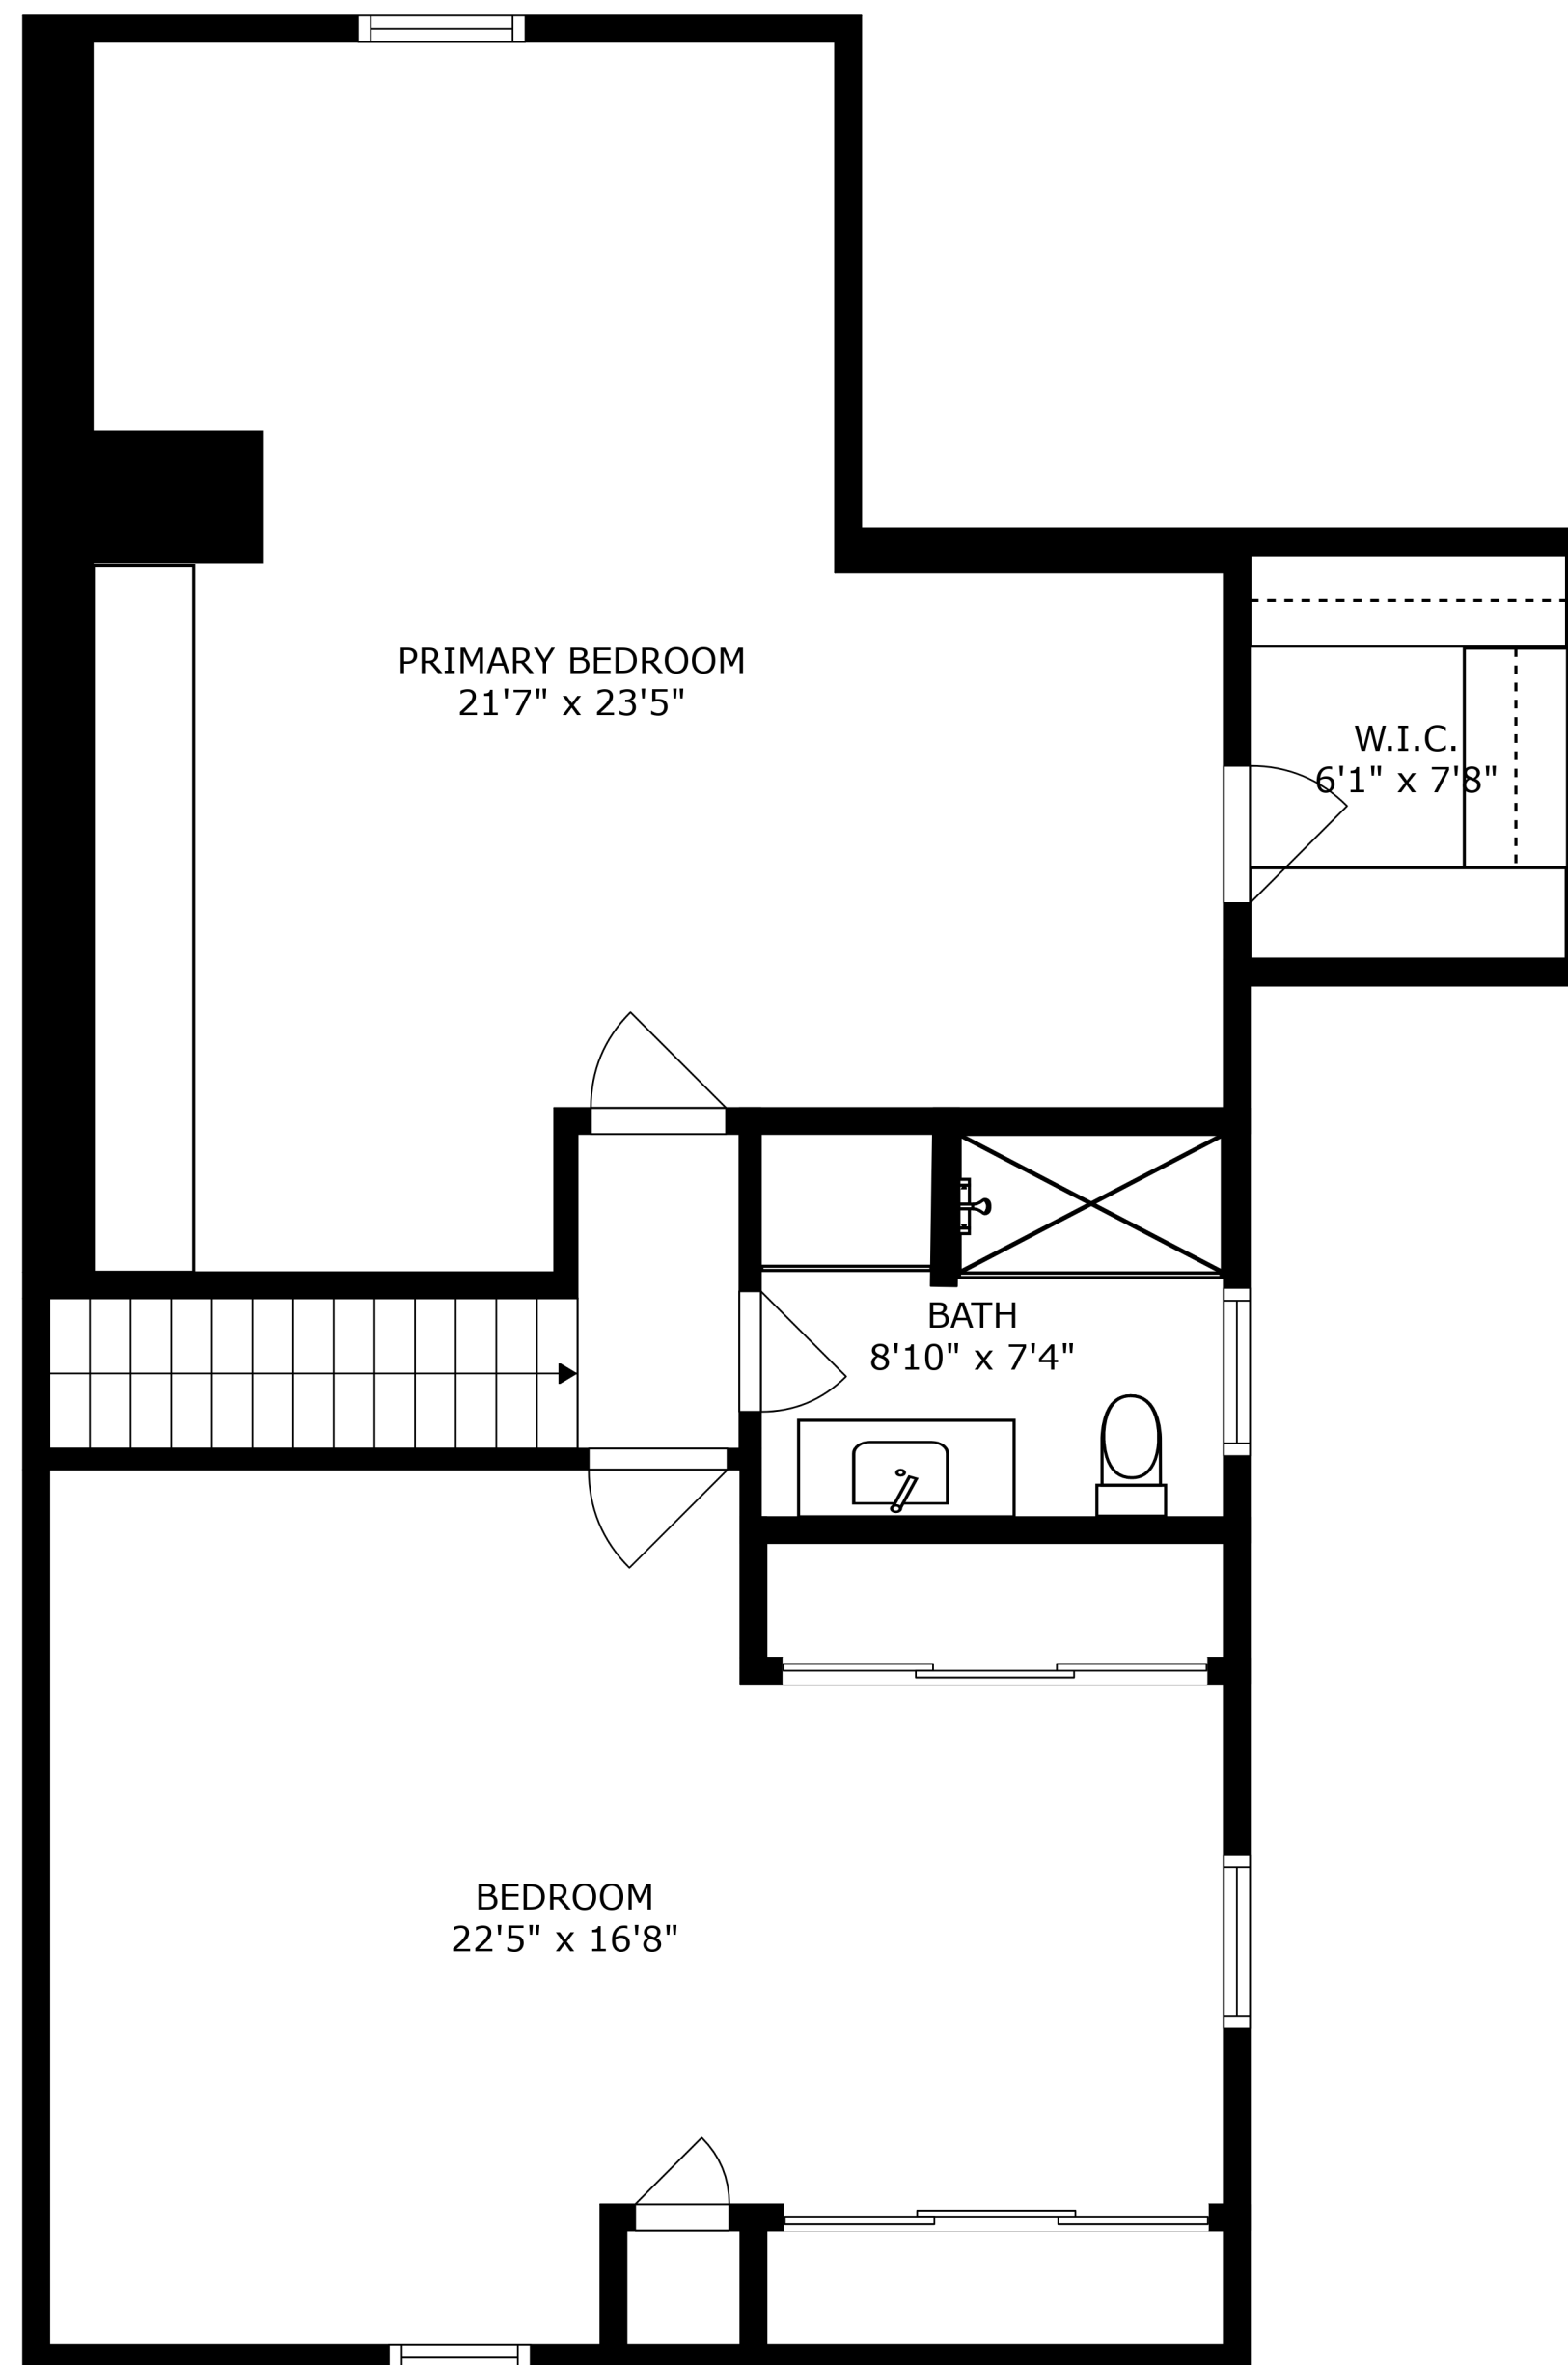 PRIMARY BEDROOM
21'7" x 23'5"
W.I.C.
6'1" x 7'8"
BATH
8'10" x 7'4"
BEDROOM
22'5" x 16'8"